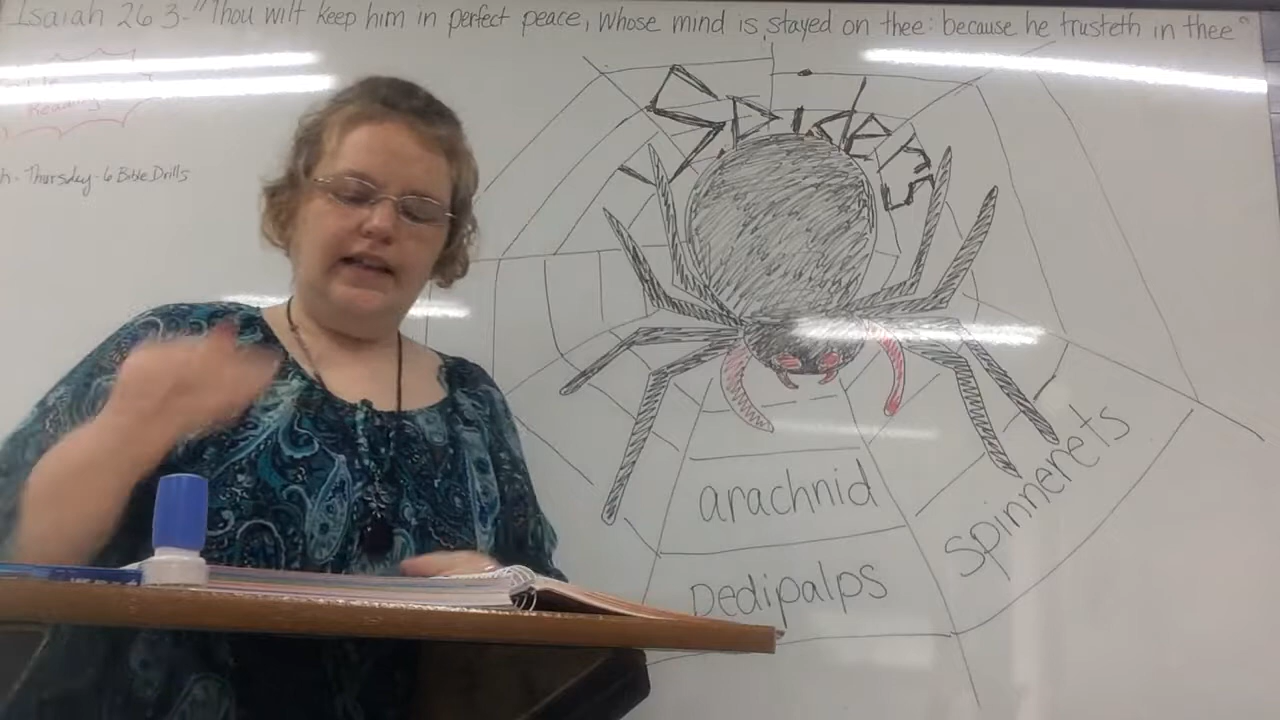 Isaiah 26 3-"Thou wilt keep him in perfect peace, whose mind is stayed on thee: because he trusteth in thee"
Reading
Thursday-6 Bible Drills
SPIDERS
arachnid
Pedipalps
Spinnerets